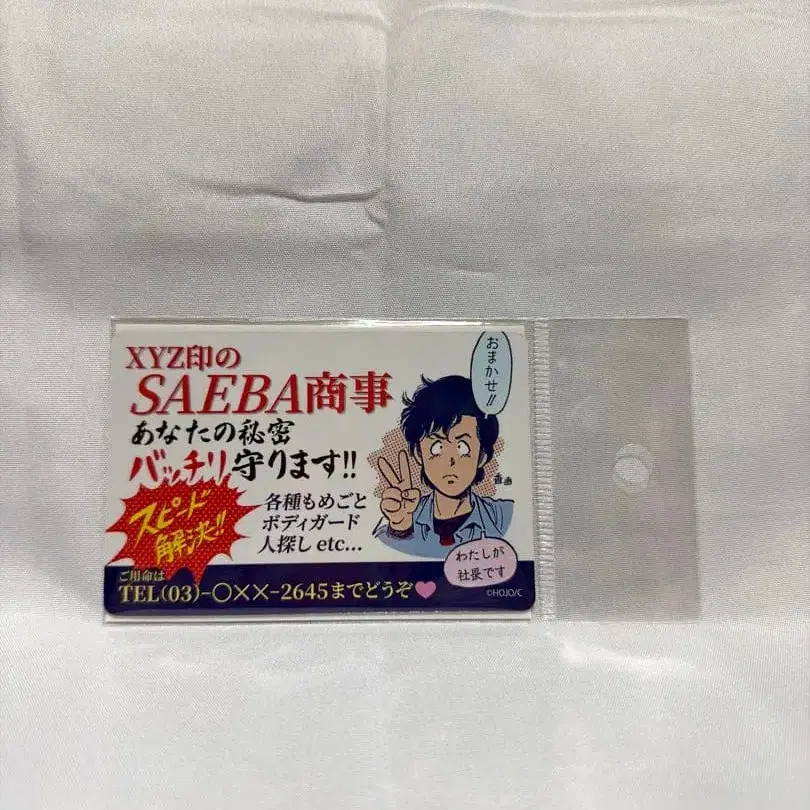 XYZ印の
SAEBA商事
あなたの秘密
バッチリ守ります!!
スピード
解決!!
各種もめごと
ボディガード
人探し etc...
おまかせ!!
わたしが
社長です
ご用命は
TEL(03)-〇××-2645までどうぞ♥
©HOJO/C